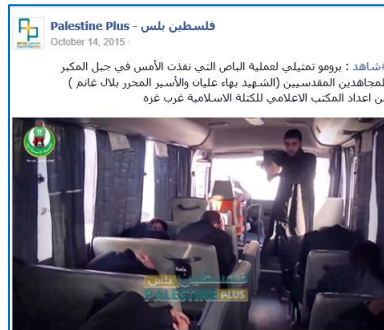 Palestine Plus - فلسطين بلس
October 14, 2015
شاهد : برومو تمثيلي لعملية الباص التي نفذت الأمس في جبل المكبر
للمجاهدين المقدسيين (الشهيد بهاء عليان والأسير المحرر بلال غانم )
من اعداد المكتب الاعلامي للكتلة الاسلامية غرب غزه
فلسطين بلس
PALESTINE PLUS